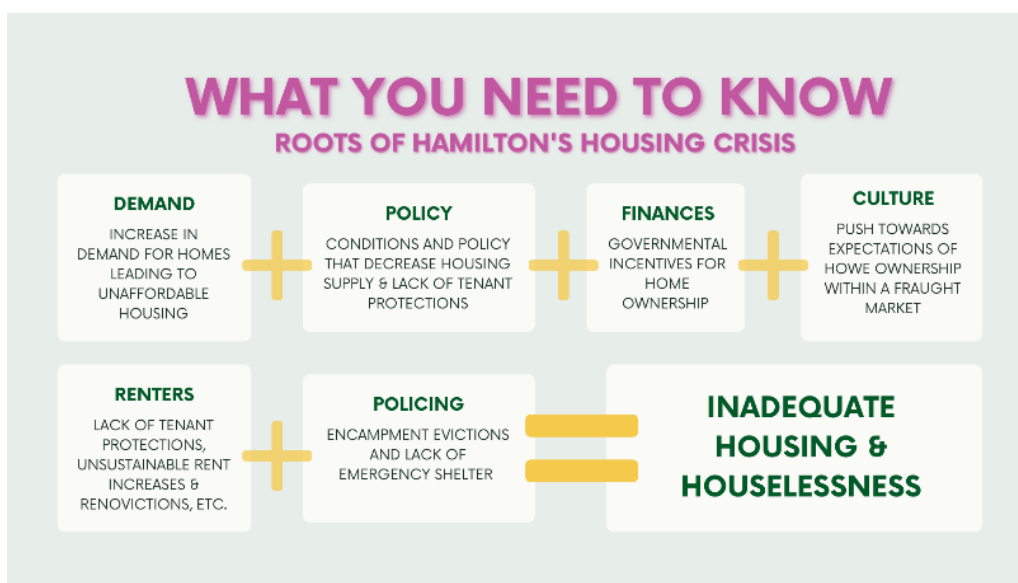 WHAT YOU NEED TO KNOW
ROOTS OF HAMILTON'S HOUSING CRISIS
DEMAND
INCREASE IN
DEMAND FOR HOMES
LEADING TO
UNAFFORDABLE
HOUSING
POLICY
CONDITIONS AND POLICY
THAT DECREASE HOUSING
SUPPLY & LACK OF TENANT
PROTECTIONS
FINANCES
GOVERNMENTAL
INCENTIVES FOR
HOME
OWNERSHIP
CULTURE
PUSH TOWARDS
EXPECTATIONS OF
HOWE OWNERSHIP
WITHIN A FRAUGHT
MARKET
RENTERS
LACK OF TENANT
PROTECTIONS,
UNSUSTAINABLE RENT
INCREASES &
RENOVICTIONS, ETC.
POLICING
ENCAMPMENT EVICTIONS
AND LACK OF
EMERGENCY SHELTER
INADEQUATE
HOUSING &
HOUSELESSNESS